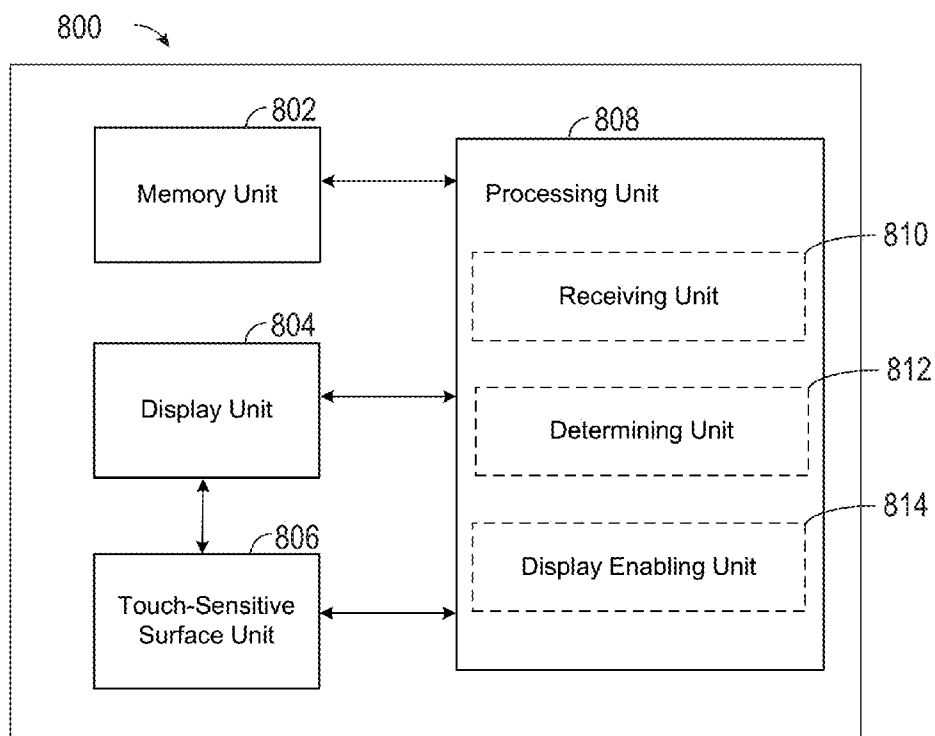 800
802
Memory Unit
808
Processing Unit
810
Receiving Unit
804
Display Unit
812
Determining Unit
806
Touch-Sensitive
Surface Unit
814
Display Enabling Unit